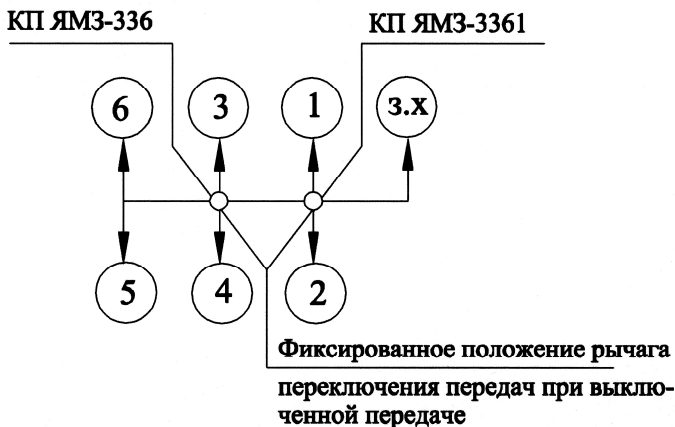 КП ЯМЗ-336 КП ЯМЗ-3361
6 3 1 з.х
5 4 2
Фиксированное положение рычага
переключения передач при выклю-
ченной передаче